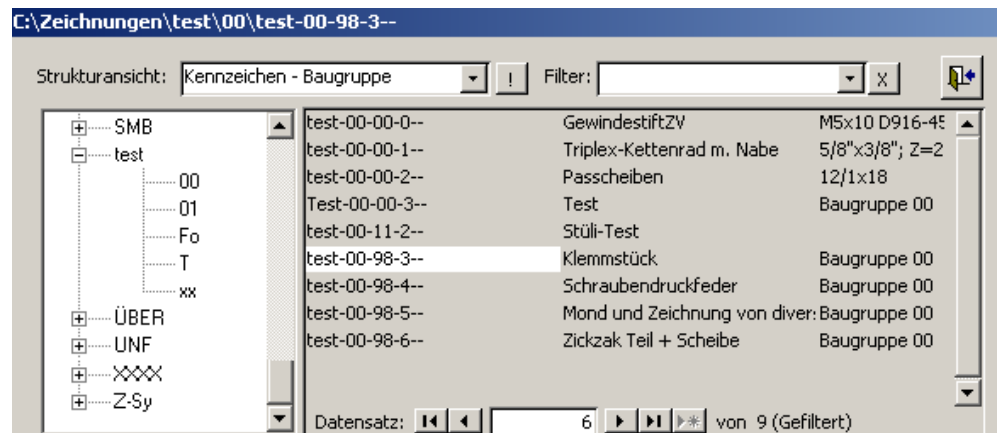 C:\Zeichnungen\test\00\test-00-98-3--
Strukturansicht: Kennzeichen - Baugruppe ! Filter: X
SMB
test
00
01
Fo
T
xx
ÜBER
UNF
XXXX
Z-Sy
test-00-00-0-- GewindestiftZV M5x10 D916-45
test-00-00-1-- Triplex-Kettenrad m. Nabe 5/8"x3/8"; Z=2
test-00-00-2-- Passcheiben 12/1x18
Test-00-00-3-- Test Baugruppe 00
test-00-11-2-- Stüli-Test
test-00-98-3-- Klemmstück Baugruppe 00
test-00-98-4-- Schraubendruckfeder Baugruppe 00
test-00-98-5-- Mond und Zeichnung von diver: Baugruppe 00
test-00-98-6-- Zickzak Teil + Scheibe Baugruppe 00
Datensatz: 6 von 9 (Gefiltert)